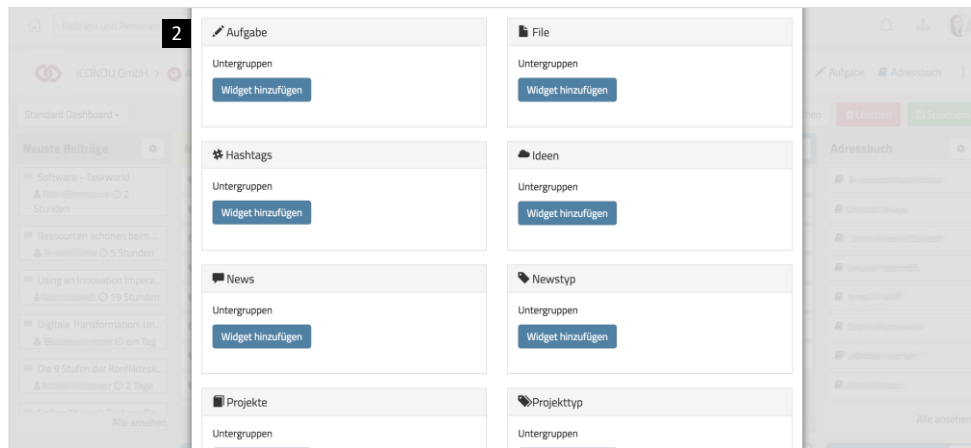 Beiträge und Personen
2
iCONDU GmbH >
Aufgabe
Adressbuch
Standard Dashboard
Löschen
Speichern
Neuste Beiträge
Software - Taskworld
2
Stunden
Ressourcen schonen beim ...
5 Stunden
Using an Innovation Impera...
19 Stunden
Digitale Transformation: Un...
ein Tag
Die 9 Stufen der Konfliktesk...
2 Tage
Alle ansehen
Aufgabe
Untergruppen
Widget hinzufügen
File
Untergruppen
Widget hinzufügen
Hashtags
Untergruppen
Widget hinzufügen
Ideen
Untergruppen
Widget hinzufügen
News
Untergruppen
Widget hinzufügen
Newstyp
Untergruppen
Widget hinzufügen
Projekte
Untergruppen
Projekttyp
Untergruppen
Adressbuch
Alle ansehen